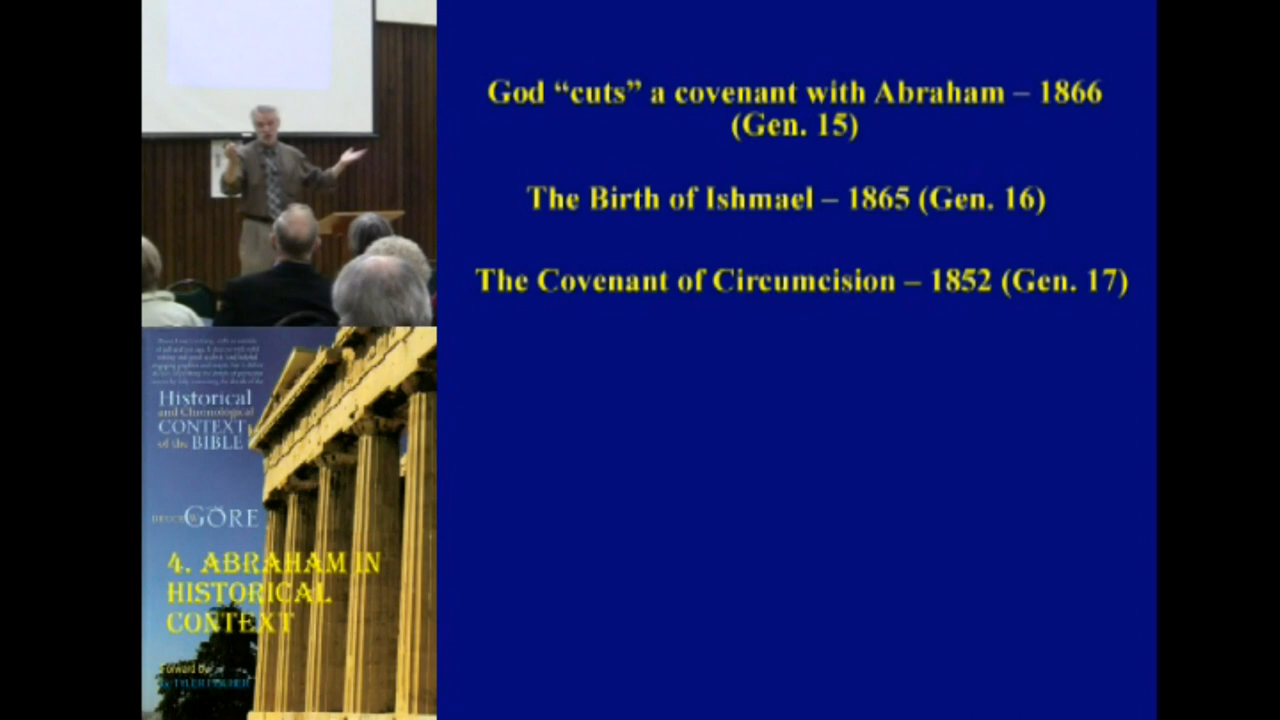 God “cuts” a covenant with Abraham – 1866
(Gen. 15)
The Birth of Ishmael – 1865 (Gen. 16)
The Covenant of Circumcision – 1852 (Gen. 17)
Historical
and Chronological
CONTEXT
of the BIBLE
GORE
4. ABRAHAM IN
HISTORICAL
CONTEXT